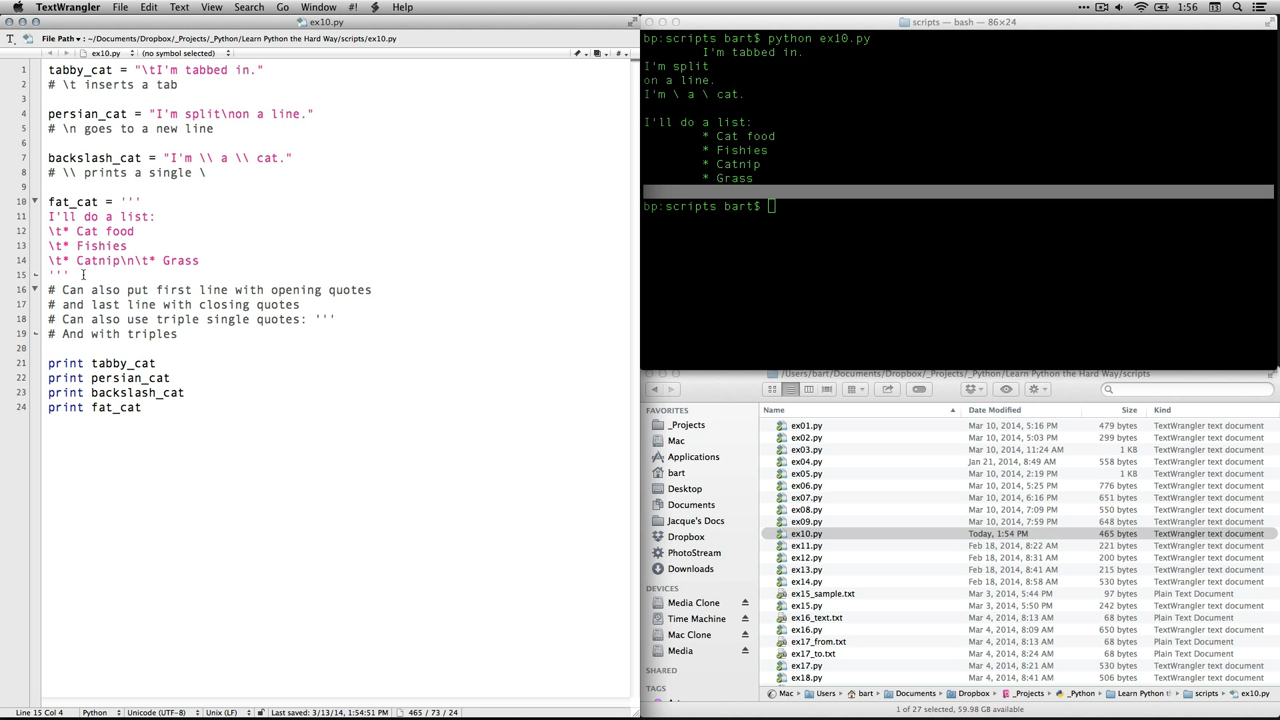 TextWrangler File Edit Text View Search Go Window #! Help 1:56
ex10.py
File Path ▾ : ~/Documents/Dropbox/_Projects/_Python/Learn Python the Hard Way/scripts/ex10.py
ex10.py (no symbol selected)
1 tabby_cat = "\tI'm tabbed in."
2 # \t inserts a tab
3
4 persian_cat = "I'm split\non a line."
5 # \n goes to a new line
6
7 backslash_cat = "I'm \\ a \\ cat."
8 # \\ prints a single \
9
10 fat_cat = '''
11 I'll do a list:
12 \t* Cat food
13 \t* Fishies
14 \t* Catnip\n\t* Grass
15 '''
16 # Can also put first line with opening quotes
17 # and last line with closing quotes
18 # Can also use triple single quotes: '''
19 # And with triples
20
21 print tabby_cat
22 print persian_cat
23 print backslash_cat
24 print fat_cat
Line 15 Col 4 Python Unicode (UTF-8) Unix (LF) Last saved: 3/13/14, 1:54:51 PM 465 / 73 / 24
scripts — bash — 86×24
bp:scripts bart$ python ex10.py
I'm tabbed in.
I'm split
on a line.
I'm \ a \ cat.
I'll do a list:
* Cat food
* Fishies
* Catnip
* Grass
bp:scripts bart$
/Users/bart/Documents/Dropbox/_Projects/_Python/Learn Python the Hard Way/scripts
FAVORITES
_Projects
Mac
Applications
bart
Desktop
Documents
Jacque's Docs
Dropbox
PhotoStream
Downloads
DEVICES
Media Clone
Time Machine
Mac Clone
Media
SHARED
TAGS
Name Date Modified Size Kind
ex01.py Mar 10, 2014, 5:16 PM 479 bytes TextWrangler text document
ex02.py Mar 10, 2014, 5:03 PM 299 bytes TextWrangler text document
ex03.py Mar 10, 2014, 11:24 AM 1 KB TextWrangler text document
ex04.py Jan 21, 2014, 8:49 AM 558 bytes TextWrangler text document
ex05.py Mar 10, 2014, 2:19 PM 1 KB TextWrangler text document
ex06.py Mar 10, 2014, 5:25 PM 776 bytes TextWrangler text document
ex07.py Mar 10, 2014, 6:16 PM 651 bytes TextWrangler text document
ex08.py Mar 10, 2014, 7:09 PM 550 bytes TextWrangler text document
ex09.py Mar 10, 2014, 7:59 PM 648 bytes TextWrangler text document
ex10.py Today, 1:54 PM 465 bytes TextWrangler text document
ex11.py Feb 18, 2014, 8:22 AM 221 bytes TextWrangler text document
ex12.py Feb 18, 2014, 8:31 AM 200 bytes TextWrangler text document
ex13.py Feb 18, 2014, 8:41 AM 215 bytes TextWrangler text document
ex14.py Feb 18, 2014, 8:58 AM 530 bytes TextWrangler text document
ex15_sample.txt Mar 3, 2014, 5:44 PM 97 bytes Plain Text Document
ex15.py Mar 3, 2014, 5:50 PM 242 bytes TextWrangler text document
ex16_text.txt Mar 4, 2014, 8:13 AM 68 bytes Plain Text Document
ex16.py Mar 4, 2014, 8:09 AM 650 bytes TextWrangler text document
ex17_from.txt Mar 4, 2014, 8:13 AM 68 bytes Plain Text Document
ex17_to.txt Mar 4, 2014, 8:21 AM 68 bytes Plain Text Document
ex17.py Mar 4, 2014, 8:21 AM 530 bytes TextWrangler text document
ex18.py Mar 4, 2014, 8:58 AM 506 bytes TextWrangler text document
Mac ▸ Users ▸ bart ▸ Documents ▸ Dropbox ▸ _Projects ▸ _Python ▸ Learn Python t ▸ scripts ▸ ex10.py
1 of 27 selected, 59.98 GB available